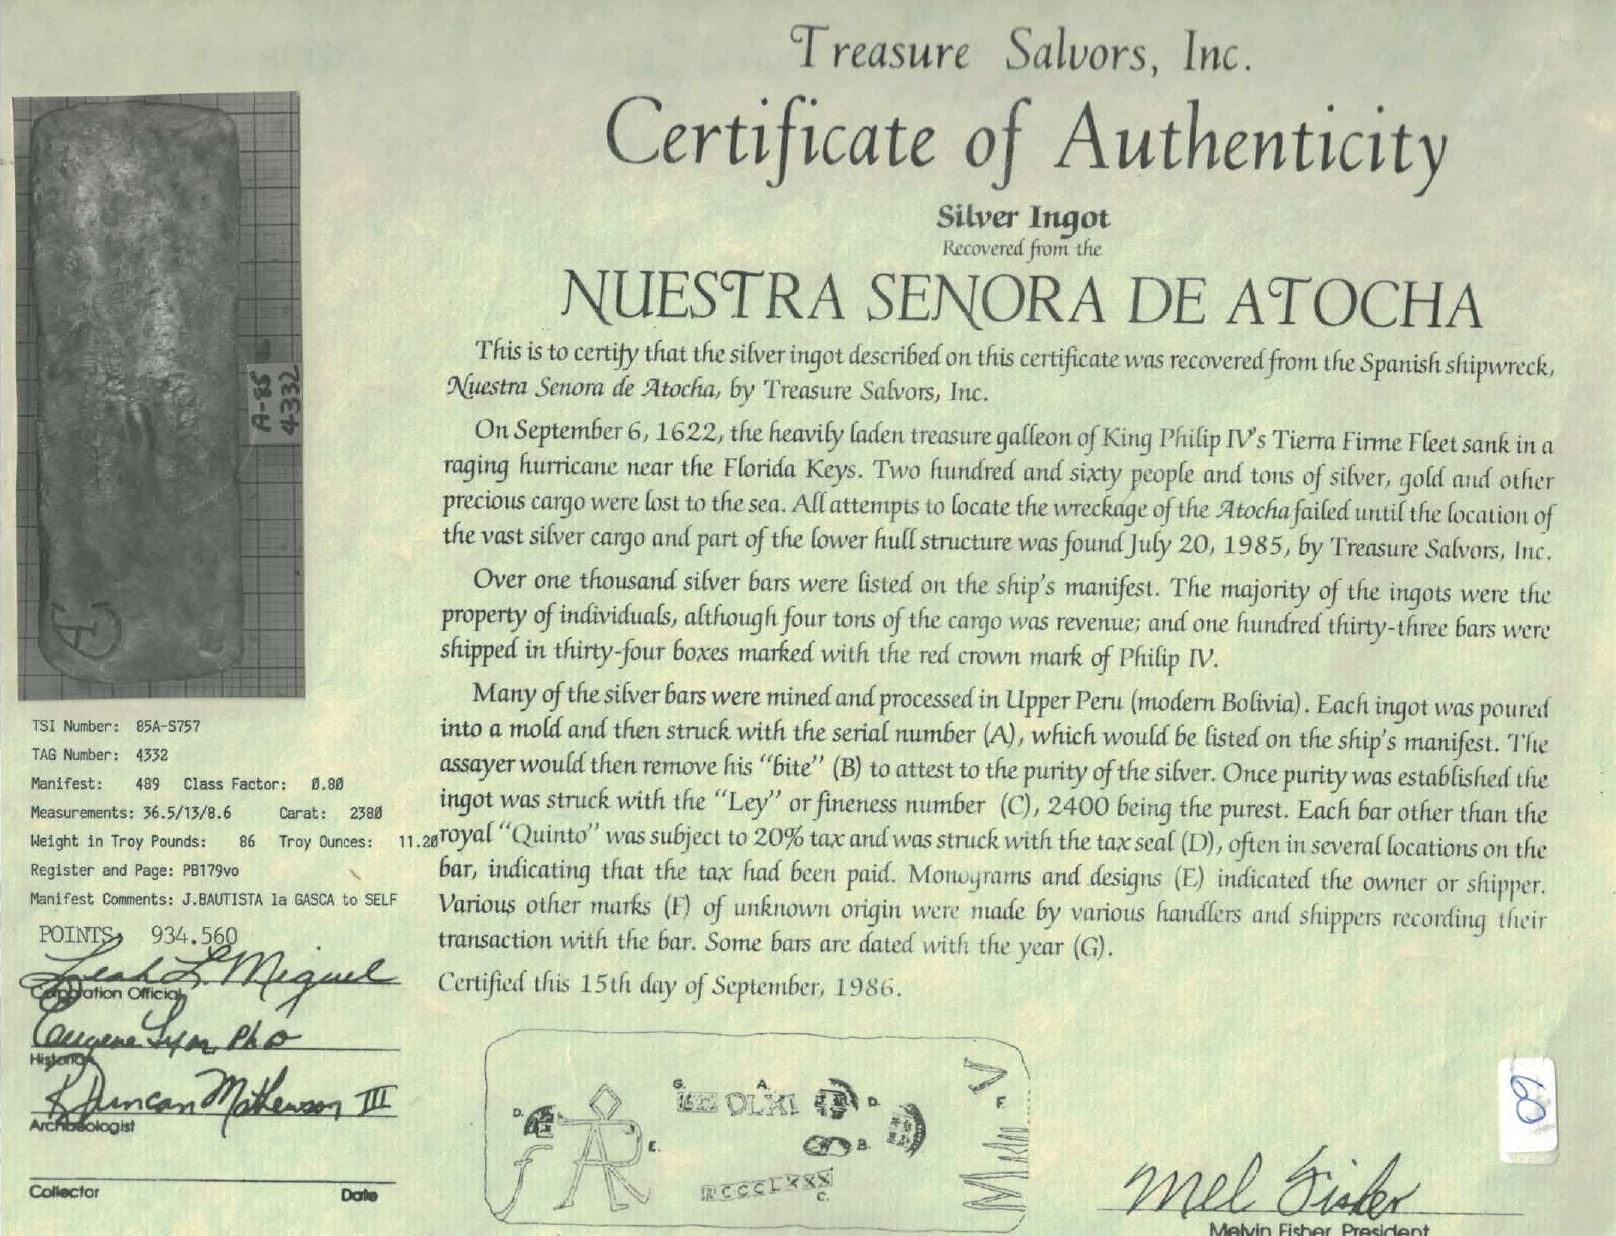 Treasure Salvors, Inc.
Certificate of Authenticity
Silver Ingot
Recovered from the
NUESTRA SENORA DE ATOCHA
This is to certify that the silver ingot described on this certificate was recovered from the Spanish shipwreck,
Nuestra Senora de Atocha, by Treasure Salvors, Inc.
On September 6, 1622, the heavily laden treasure galleon of King Philip IV's Tierra Firme Fleet sank in a
raging hurricane near the Florida Keys. Two hundred and sixty people and tons of silver, gold and other
precious cargo were lost to the sea. All attempts to locate the wreckage of the Atocha failed until the location of
the vast silver cargo and part of the lower hull structure was found July 20, 1985, by Treasure Salvors, Inc.
Over one thousand silver bars were listed on the ship's manifest. The majority of the ingots were the
property of individuals, although four tons of the cargo was revenue; and one hundred thirty-three bars were
shipped in thirty-four boxes marked with the red crown mark of Philip IV.
Many of the silver bars were mined and processed in Upper Peru (modern Bolivia). Each ingot was poured
into a mold and then struck with the serial number (A), which would be listed on the ship's manifest. The
assayer would then remove his "bite" (B) to attest to the purity of the silver. Once purity was established the
ingot was struck with the "Ley" or fineness number (C), 2400 being the purest. Each bar other than the
royal "Quinto" was subject to 20% tax and was struck with the tax seal (D), often in several locations on the
bar, indicating that the tax had been paid. Monograms and designs (E) indicated the owner or shipper.
Various other marks (F) of unknown origin were made by various handlers and shippers recording their
transaction with the bar. Some bars are dated with the year (G).
Certified this 15th day of September, 1986.
A-85
4332
TSI Number: 85A-S757
TAG Number: 4332
Manifest: 489 Class Factor: 0.80
Measurements: 36.5/13/8.6 Carat: 2380
Weight in Troy Pounds: 86 Troy Ounces: 11.20
Register and Page: PB179vo
Manifest Comments: J.BAUTISTA la GASCA to SELF
POINTS: 934.560
Leah L. Miguel
Corporation Official
Eugene Lyon PhD
Historian
R Duncan Mathewson III
Archaeologist
Collector Date
G. A.
D. D. F.
E. B.
C.
60
Mel Fisher
Melvin Fisher, President